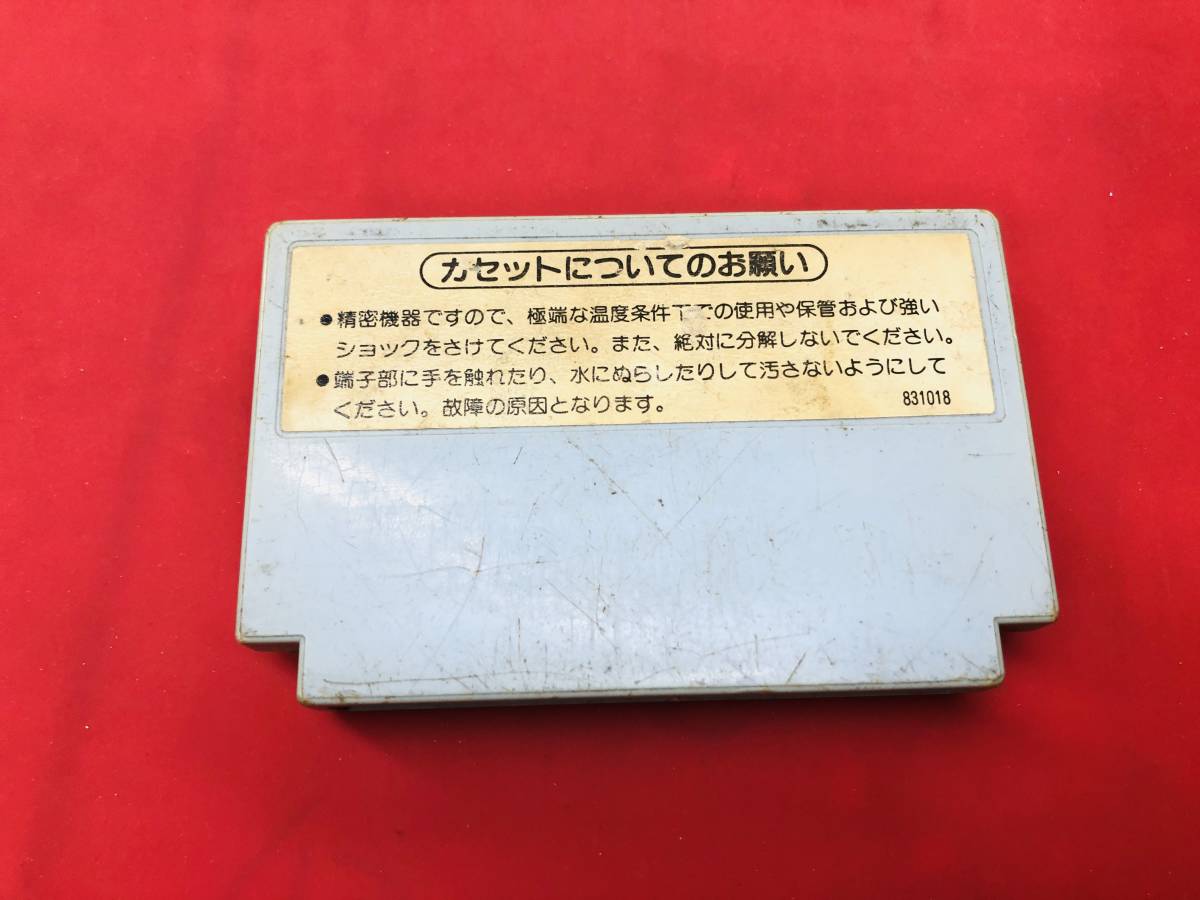 カセットについてのお願い
●精密機器ですので、極端な温度条件下での使用や保管および強い
ショックをさけてください。また、絶対に分解しないでください。
●端子部に手を触れたり、水にぬらしたりして汚さないようにして
ください。故障の原因となります。
831018